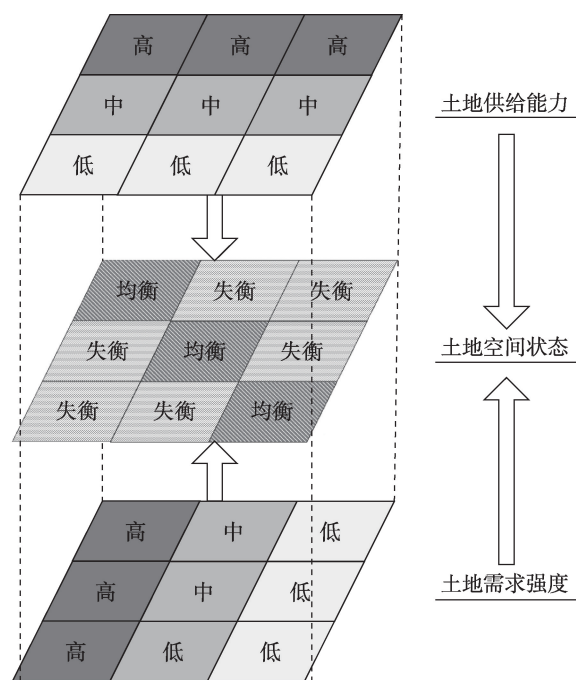 高 高 高
中 中 中
低 低 低
土地供给能力
均衡 失衡 失衡
失衡 均衡 失衡
失衡 失衡 均衡
土地空间状态
高 中 低
高 中 低
高 低 低
土地需求强度